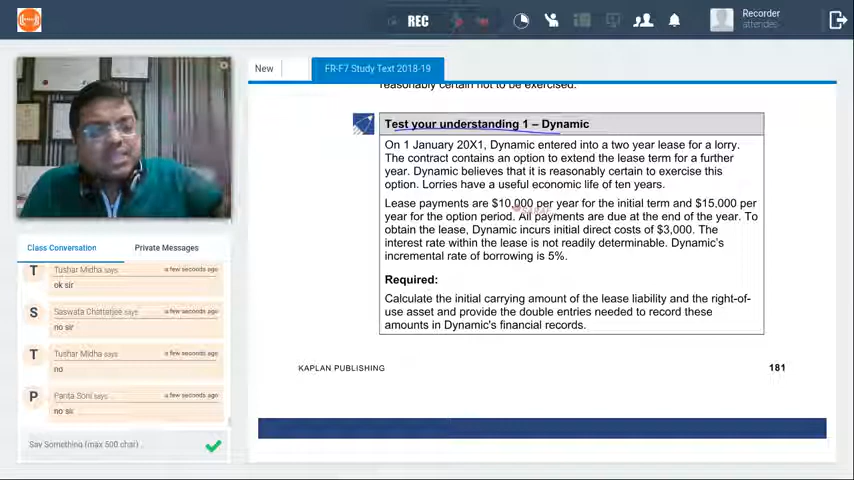 REC
Recorder
attendee
New
FR-F7 Study Text 2018-19
reasonably certain not to be exercised.
Test your understanding 1 – Dynamic
On 1 January 20X1, Dynamic entered into a two year lease for a lorry.
The contract contains an option to extend the lease term for a further
year. Dynamic believes that it is reasonably certain to exercise this
option. Lorries have a useful economic life of ten years.
Lease payments are $10,000 per year for the initial term and $15,000 per
year for the option period. All payments are due at the end of the year. To
obtain the lease, Dynamic incurs initial direct costs of $3,000. The
interest rate within the lease is not readily determinable. Dynamic's
incremental rate of borrowing is 5%.
Required:
Calculate the initial carrying amount of the lease liability and the right-of-
use asset and provide the double entries needed to record these
amounts in Dynamic's financial records.
KAPLAN PUBLISHING
181
Class Conversation
Private Messages
T
Tushar Midha says
a few seconds ago
ok sir
S
Saswata Chatterjee says
a few seconds ago
no sir
T
Tushar Midha says
a few seconds ago
no
P
Panta Soni says
a few seconds ago
no sir
Say Something (max 500 char)